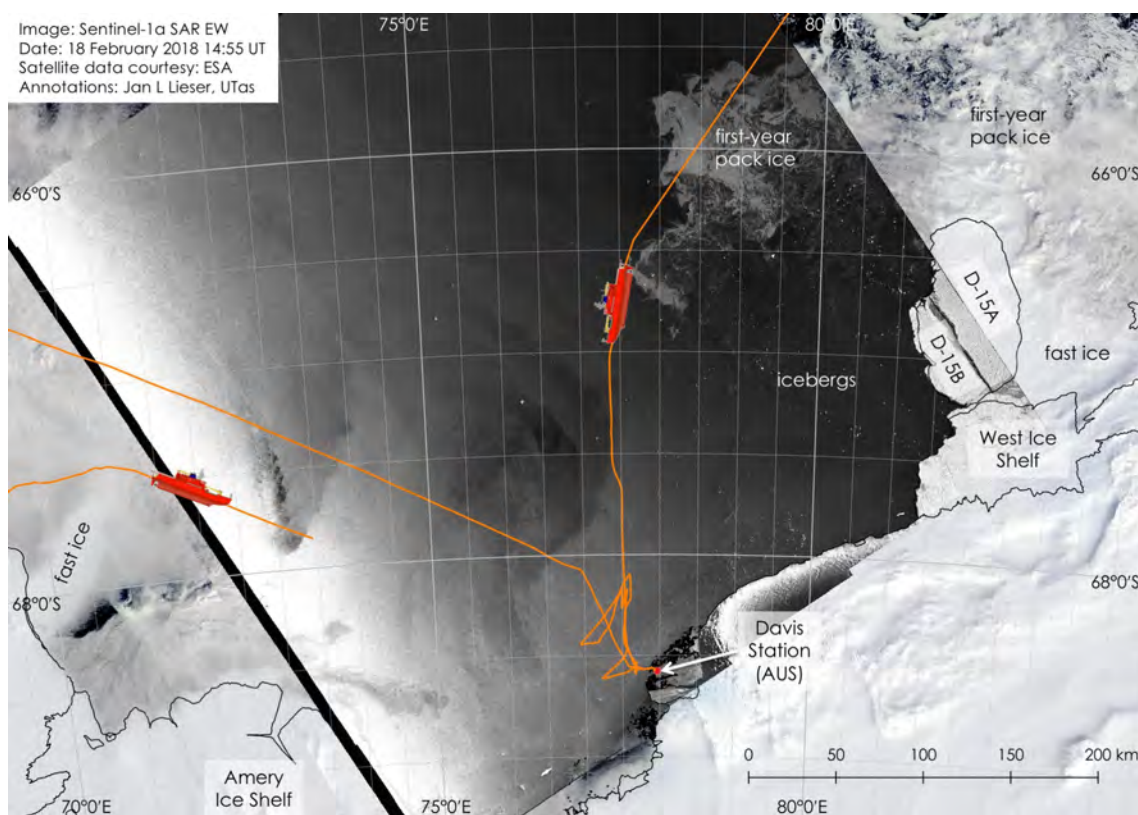 Image: Sentinel-1a SAR EW
Date: 18 February 2018 14:55 UT
Satellite data courtesy: ESA
Annotations: Jan L Lieser, UTas
75°0'E
80°0'E
first-year
pack ice
first-year
pack ice
66°0'S
66°0'S
D-15A
D-15B
fast ice
icebergs
West Ice
Shelf
fast ice
68°0'S
68°0'S
Davis
Station
(AUS)
0 50 100 150 200 km
Amery
Ice Shelf
70°0'E
75°0'E
80°0'E